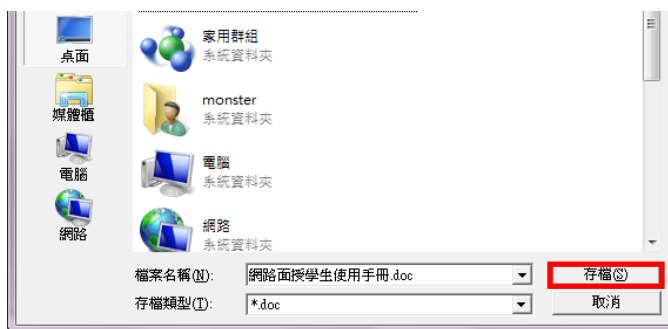 桌面
媒體櫃
電腦
網路
家用群組
系統資料夾
monster
系統資料夾
電腦
系統資料夾
網路
系統資料夾
檔案名稱(N): 網路面授學生使用手冊.doc 存檔(S)
存檔類型(T): *.doc 取消